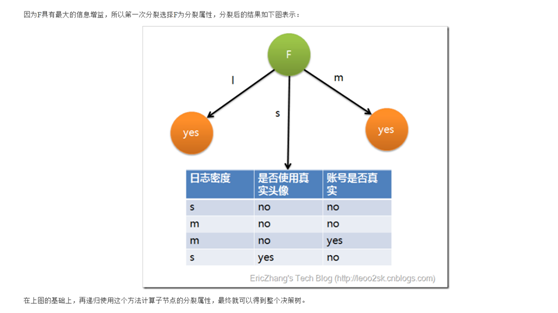 因为F具有最大的信息增益，所以第一次分裂选择F为分裂属性，分裂后的结果如下图表示：
F
l
m
s
yes
yes
日志密度 是否使用真实头像 账号是否真实
s no no
m no no
m no yes
s yes no
EricZhang's Tech Blog (http://leoo2sk.cnblogs.com)
在上图的基础上，再递归使用这个方法计算子节点的分裂属性，最终就可以得到整个决策树。